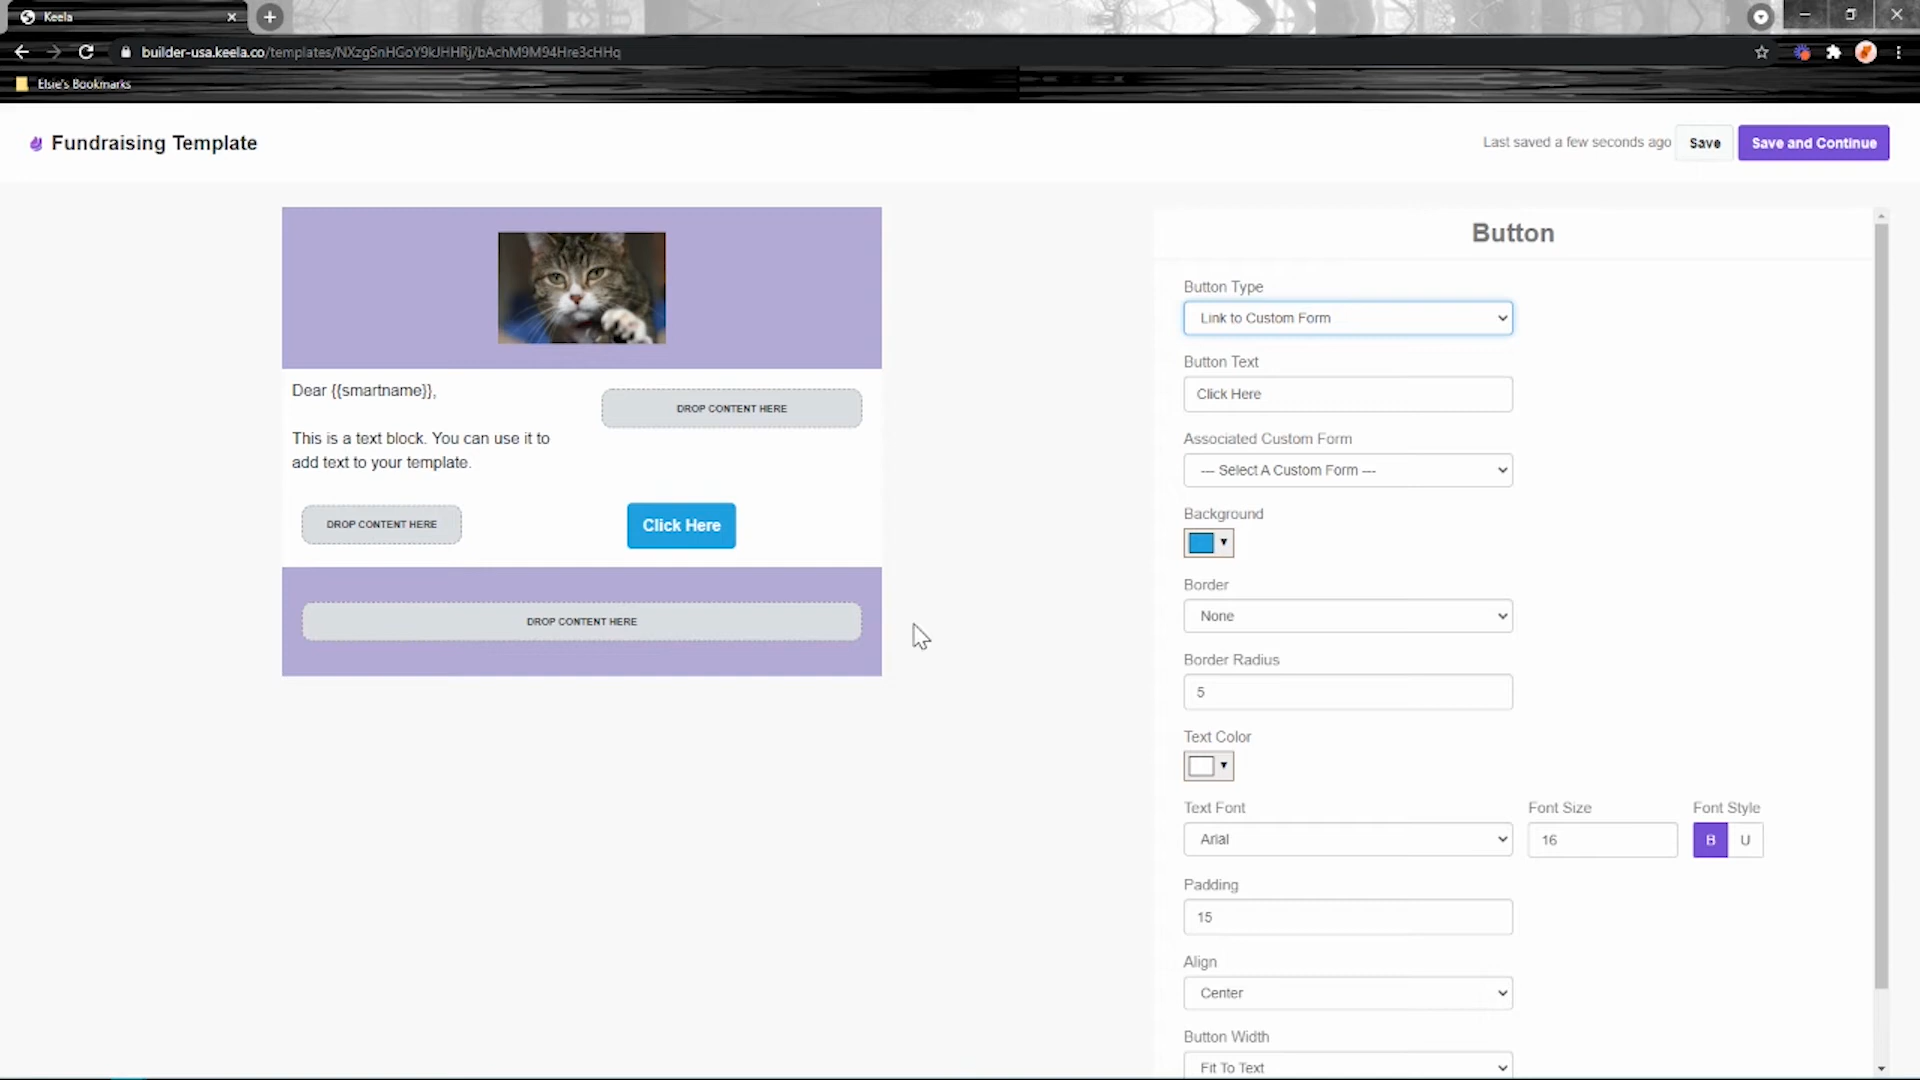 Keela
builder-usa.keela.co/templates/NXzgSnHGoY9kJHHRj/bAchM9M94Hre3cHHq
Elsie's Bookmarks
Fundraising Template
Last saved a few seconds ago
Save
Save and Continue
Dear {{smartname}},
DROP CONTENT HERE
This is a text block. You can use it to
add text to your template.
DROP CONTENT HERE
Click Here
DROP CONTENT HERE
Button
Button Type
Link to Custom Form
Button Text
Click Here
Associated Custom Form
--- Select A Custom Form ---
Background
Border
None
Border Radius
5
Text Color
Text Font
Font Size
Font Style
Arial
16
B
U
Padding
15
Align
Center
Button Width
Fit To Text